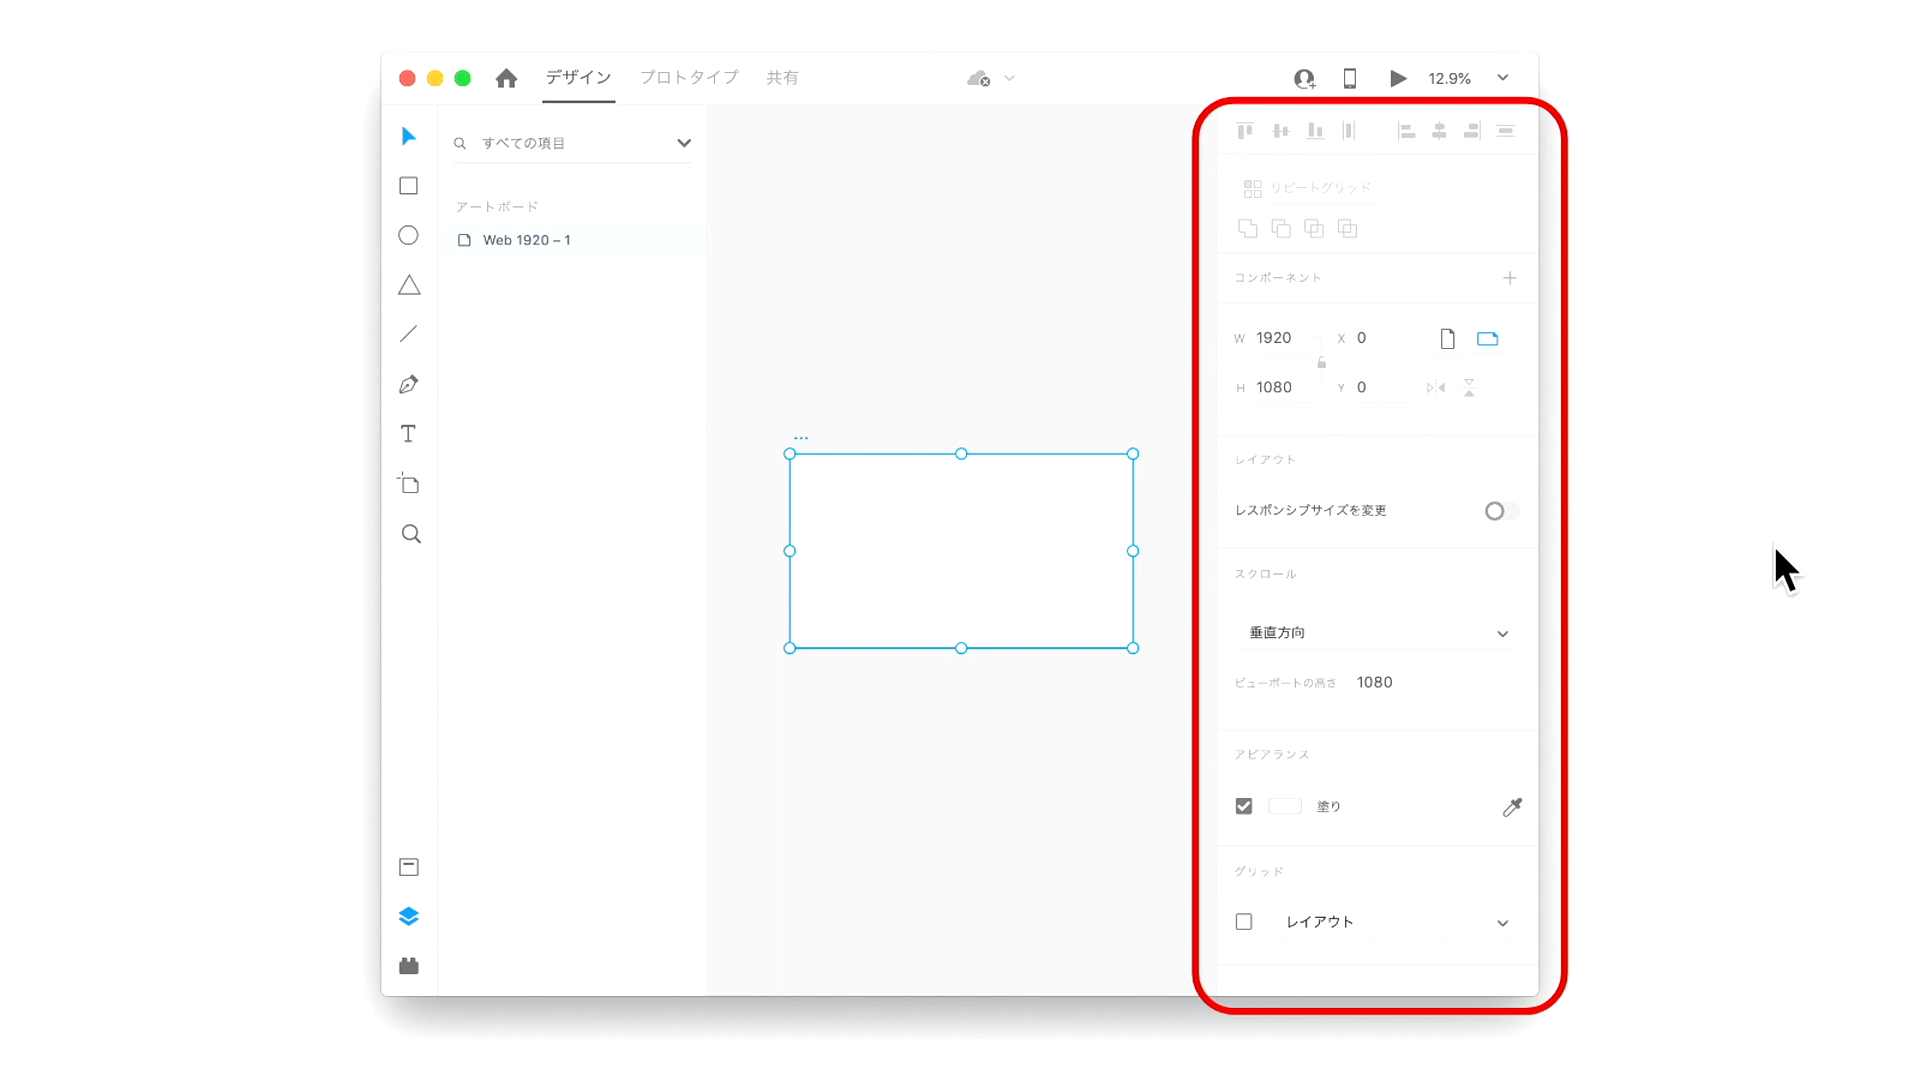 デザイン プロトタイプ 共有 12.9%
すべての項目
アートボード
Web 1920 – 1
リピートグリッド
コンポーネント
W 1920 X 0
H 1080 Y 0
レイアウト
レスポンシブサイズを変更
スクロール
垂直方向
ビューポートの高さ 1080
アピアランス
塗り
グリッド
レイアウト